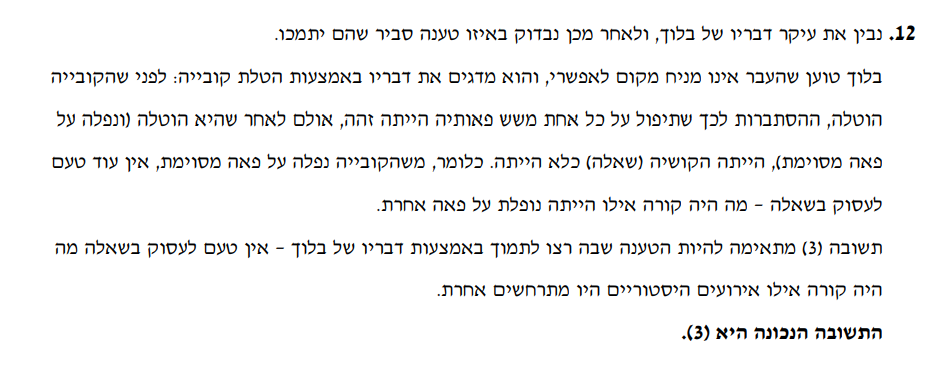 12. נבין את עיקר דבריו של בלוך, ולאחר מכן נבדוק באיזו טענה סביר שהם יתמכו.
בלוך טוען שהעבר אינו מניח מקום לאפשרי, והוא מדגים את דבריו באמצעות הטלת קובייה: לפני שהקובייה
הוטלה, ההסתברות לכך שתיפול על כל אחת משש פאותיה הייתה זהה, אולם לאחר שהיא הוטלה (ונפלה על
פאה מסוימת), הייתה הקושיה (שאלה) כלא הייתה. כלומר, משהקובייה נפלה על פאה מסוימת, אין עוד טעם
לעסוק בשאלה – מה היה קורה אילו הייתה נופלת על פאה אחרת.
תשובה (3) מתאימה להיות הטענה שבה רצו לתמוך באמצעות דבריו של בלוך – אין טעם לעסוק בשאלה מה
היה קורה אילו אירועים היסטוריים היו מתרחשים אחרת.
התשובה הנכונה היא (3).